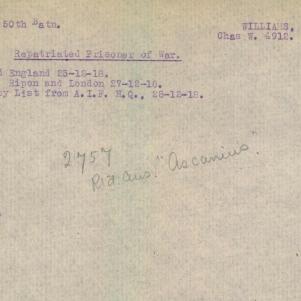 50th Batn. WILLIAMS,
Chas W. 4912.
Repatriated Prisoner of War.
England 25-12-18.
Ripon and London 27-12-18.
List from A.I.F. H.Q., 28-12-18.
2757
"Ascanius".